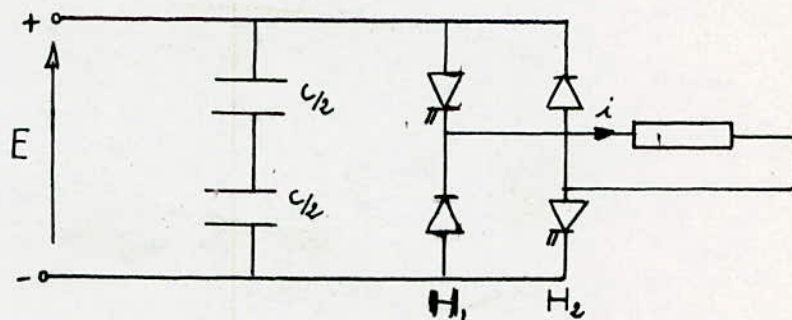 +
C/2
i
E
C/2
-
H₁
H₂